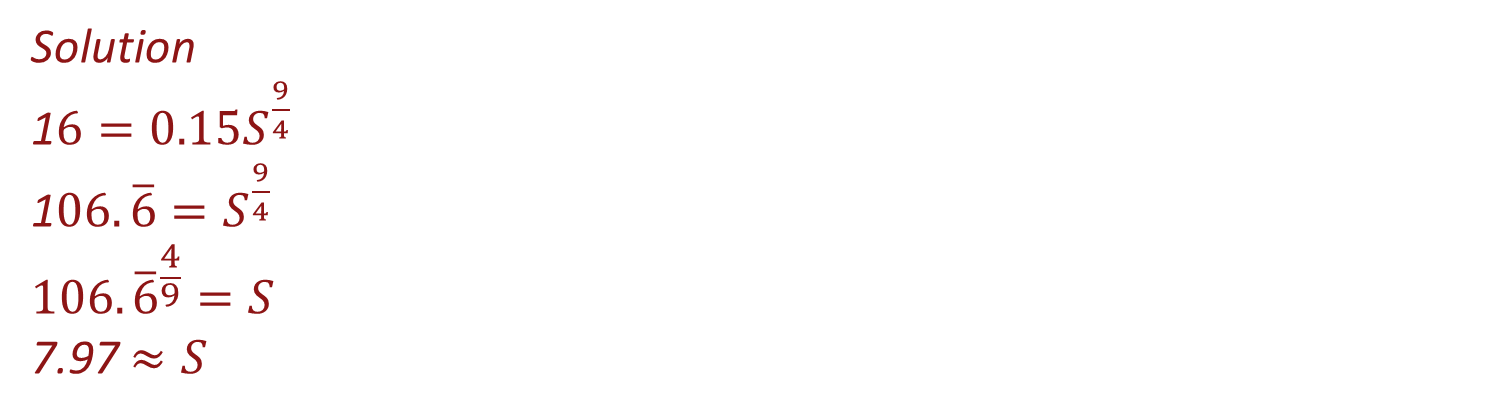 Solution
16 = 0.15S^{9/4}
106.6̅ = S^{9/4}
106.6̅^{4/9} = S
7.97 ≈ S